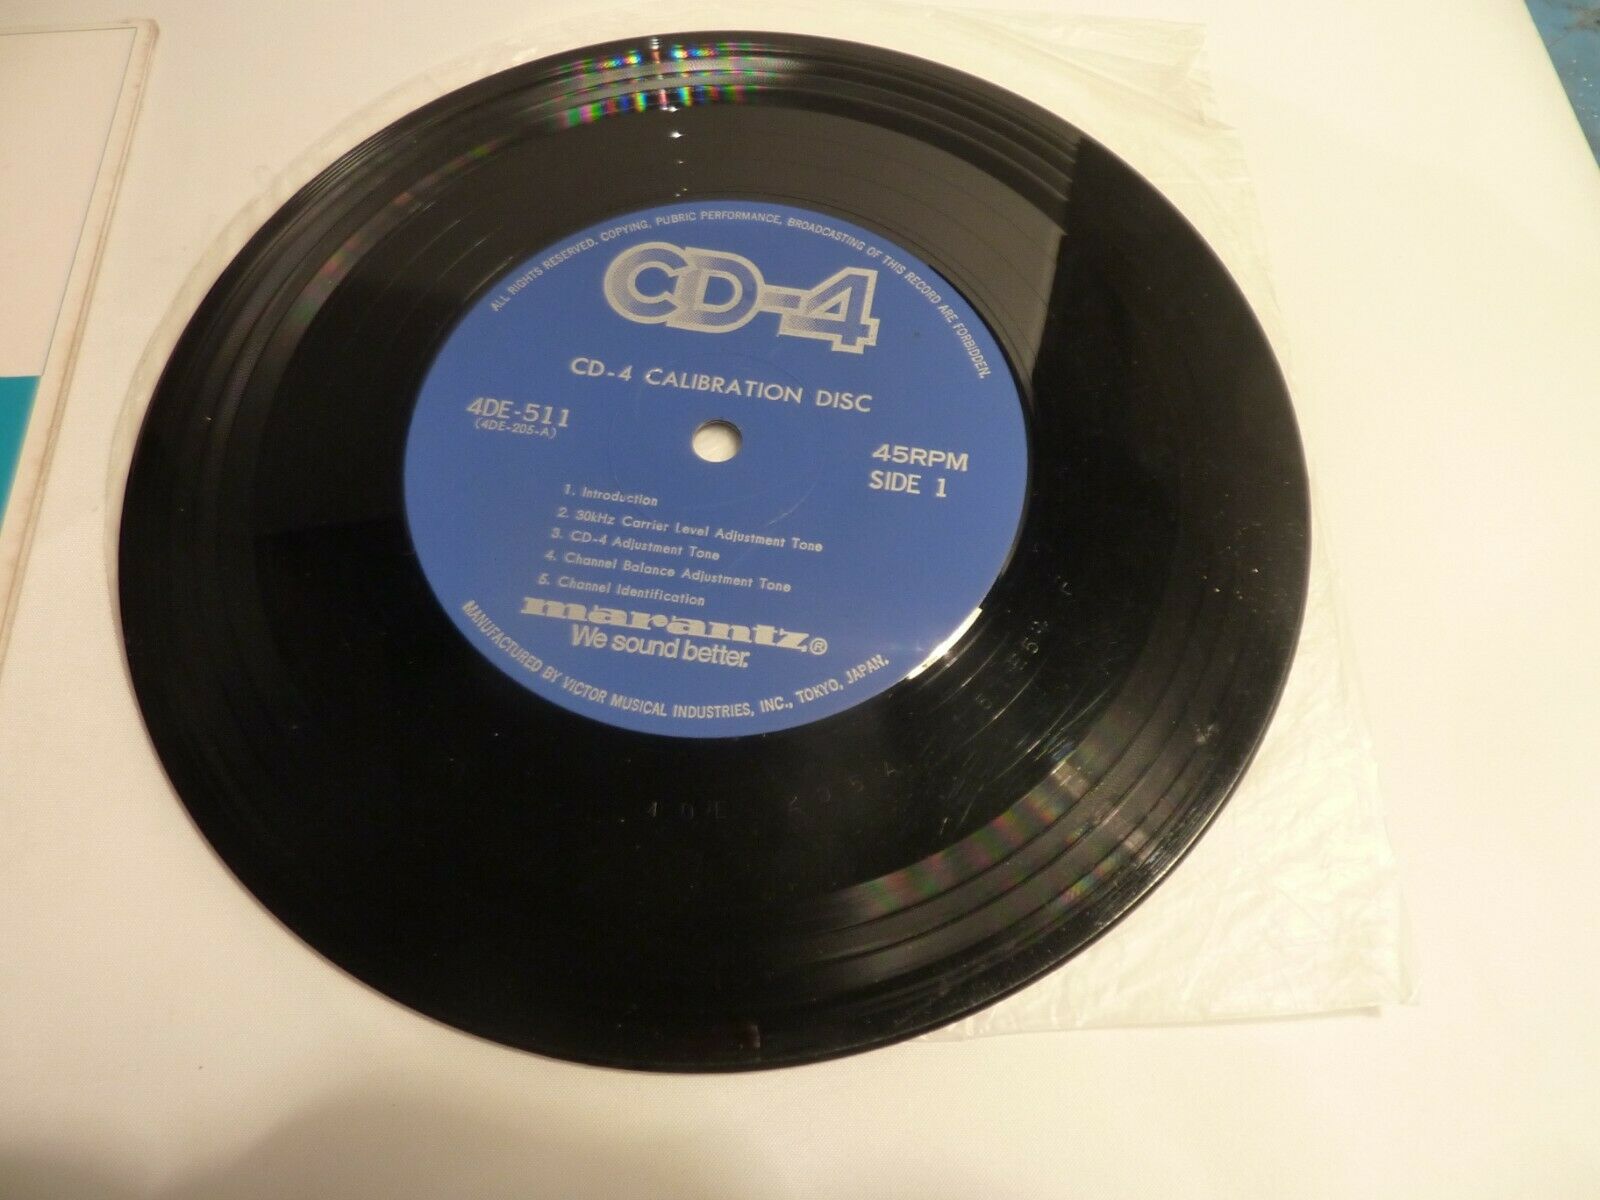 ALL RIGHTS RESERVED. COPYING, PUBRIC PERFORMANCE, BROADCASTING OF THIS RECORD ARE FORBIDDEN.
CD-4
CD-4 CALIBRATION DISC
4DE-511
(4DE-205-A)
45RPM
SIDE 1
1. Introduction
2. 30kHz Carrier Level Adjustment Tone
3. CD-4 Adjustment Tone
4. Channel Balance Adjustment Tone
5. Channel Identification
marantz®
We sound better.
MANUFACTURED BY VICTOR MUSICAL INDUSTRIES, INC., TOKYO, JAPAN.